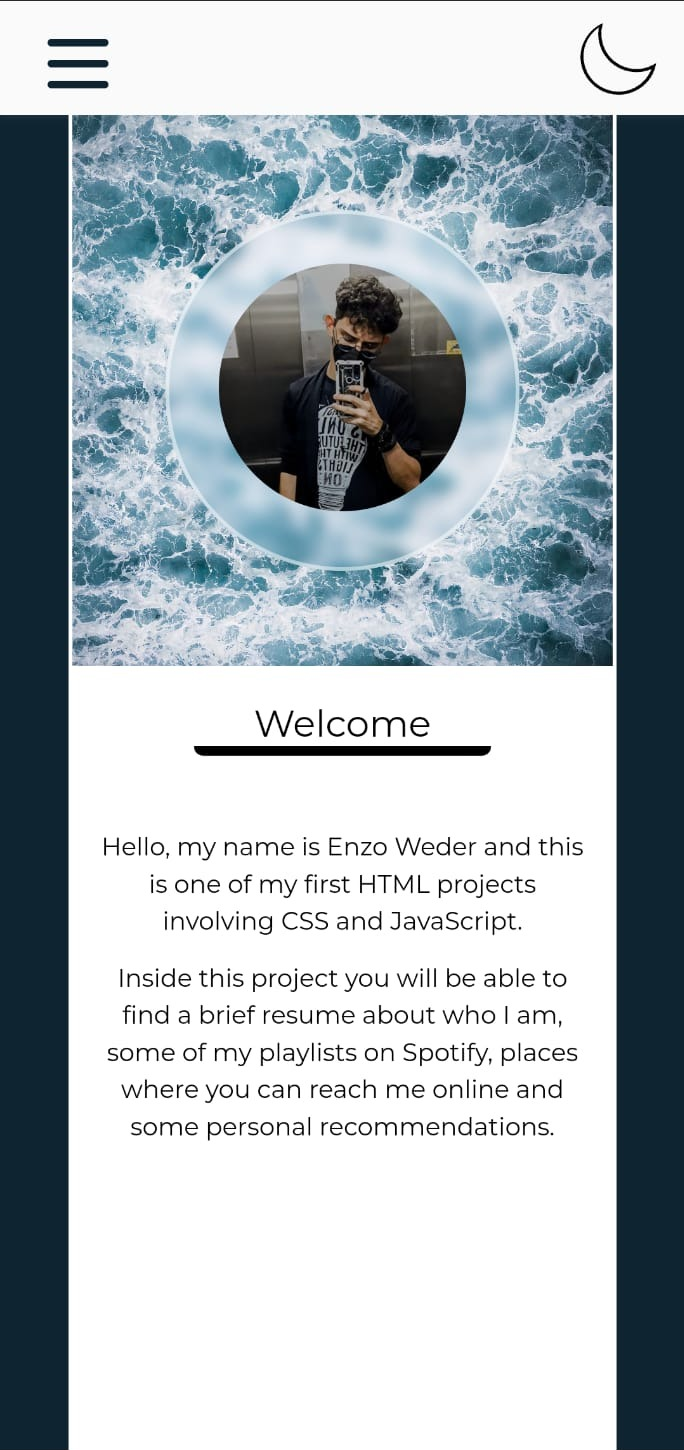 Welcome
Hello, my name is Enzo Weder and this
is one of my first HTML projects
involving CSS and JavaScript.
Inside this project you will be able to
find a brief resume about who I am,
some of my playlists on Spotify, places
where you can reach me online and
some personal recommendations.